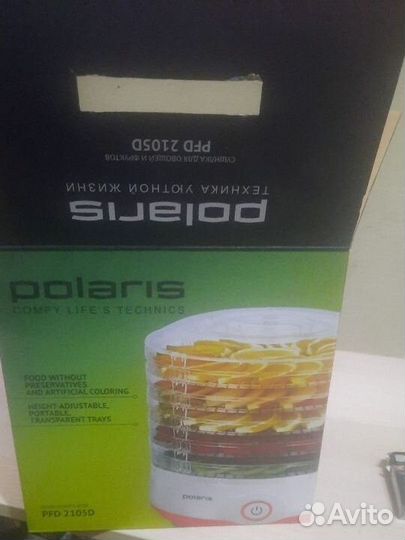 PFD 2105D
СУШИЛКА ДЛЯ ОВОЩЕЙ И ФРУКТОВ
ТЕХНИКА УЮТНОЙ ЖИЗНИ
polaris
polaris
COMFY LIFE'S TECHNICS
FOOD WITHOUT
PRESERVATIVES
AND ARTIFICIAL COLORING
HEIGHT-ADJUSTABLE,
PORTABLE,
TRANSPARENT TRAYS
polaris
PFD 2105D
Avito